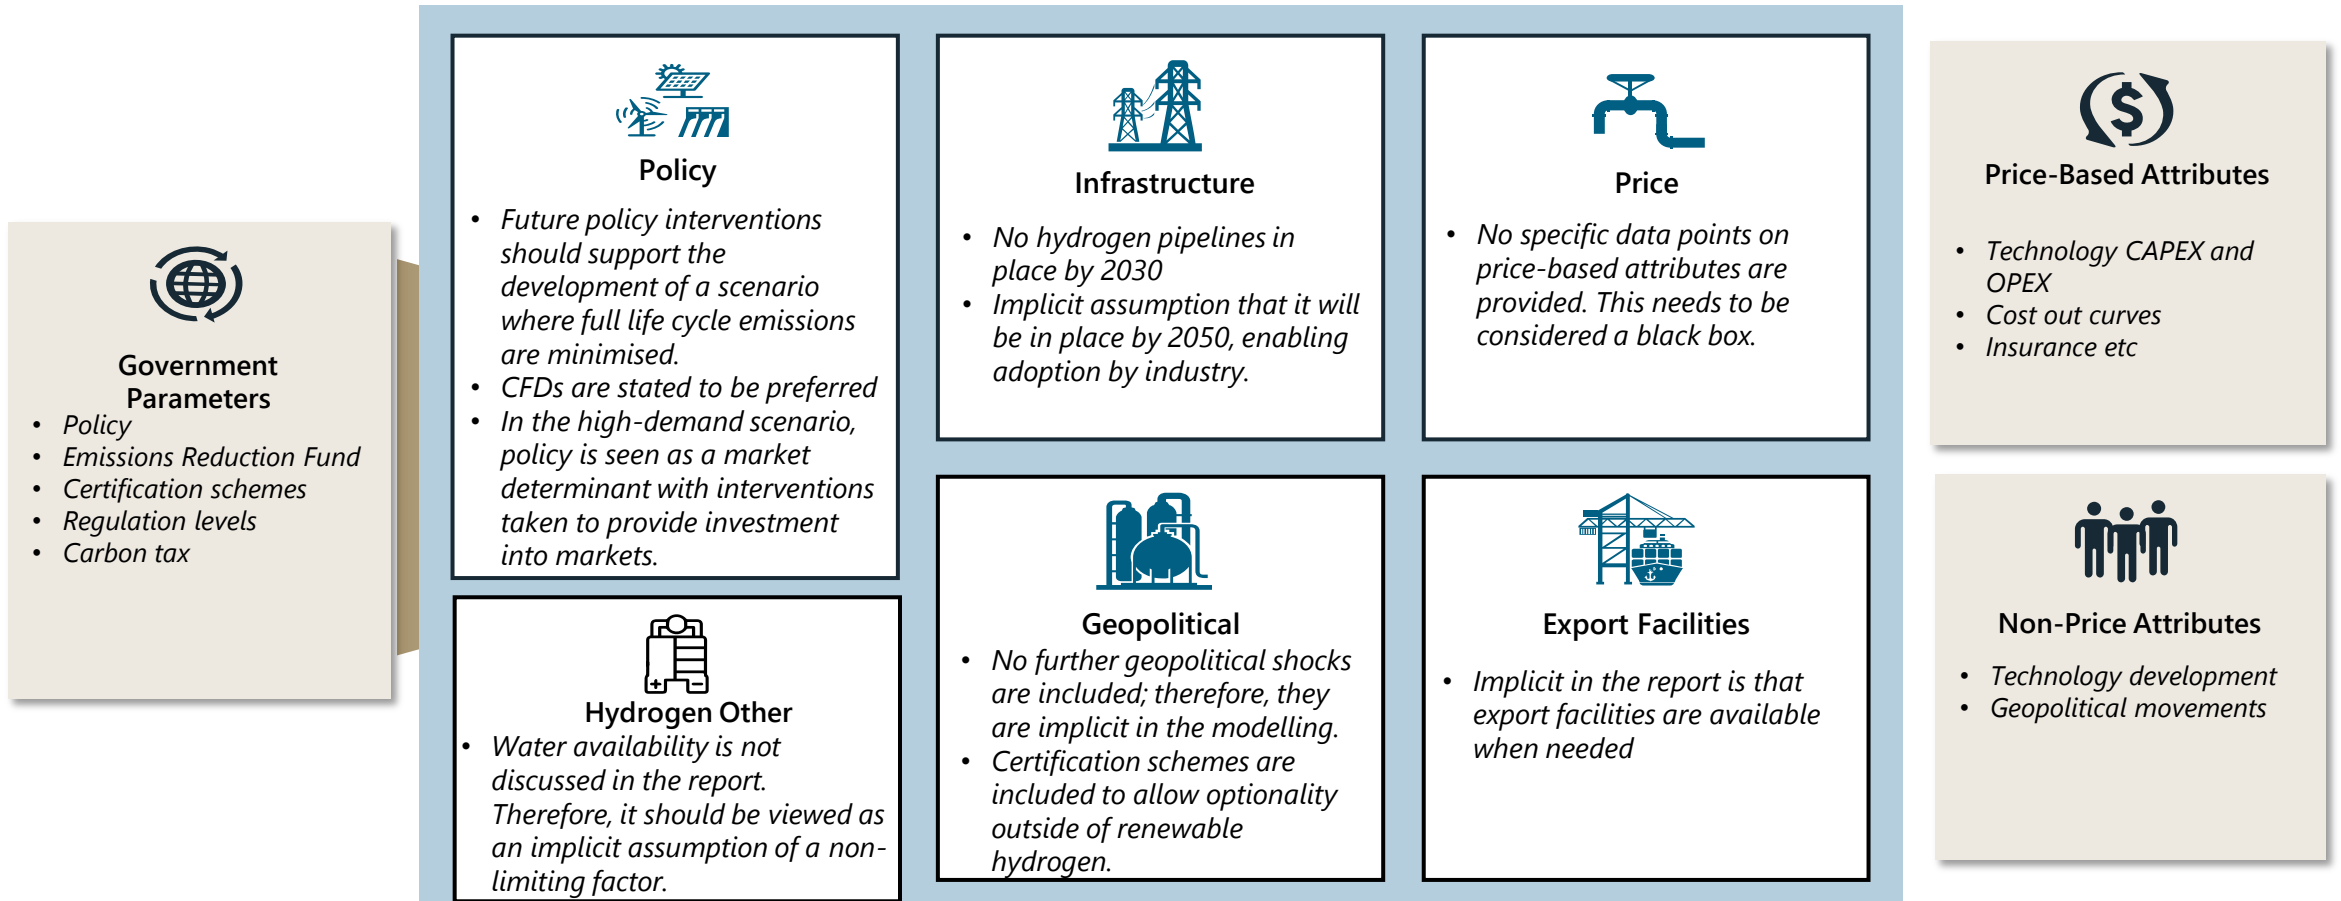 Government
Parameters
• Policy
• Emissions Reduction Fund
• Certification schemes
• Regulation levels
• Carbon tax
Policy
• Future policy interventions
should support the
development of a scenario
where full life cycle emissions
are minimised.
• CFDs are stated to be preferred
• In the high-demand scenario,
policy is seen as a market
determinant with interventions
taken to provide investment
into markets.
Infrastructure
• No hydrogen pipelines in
place by 2030
• Implicit assumption that it will
be in place by 2050, enabling
adoption by industry.
Price
• No specific data points on
price-based attributes are
provided. This needs to be
considered a black box.
Hydrogen Other
• Water availability is not
discussed in the report.
Therefore, it should be viewed as
an implicit assumption of a non-
limiting factor.
Geopolitical
• No further geopolitical shocks
are included; therefore, they
are implicit in the modelling.
• Certification schemes are
included to allow optionality
outside of renewable
hydrogen.
Export Facilities
• Implicit in the report is that
export facilities are available
when needed
Price-Based Attributes
• Technology CAPEX and
OPEX
• Cost out curves
• Insurance etc
Non-Price Attributes
• Technology development
• Geopolitical movements